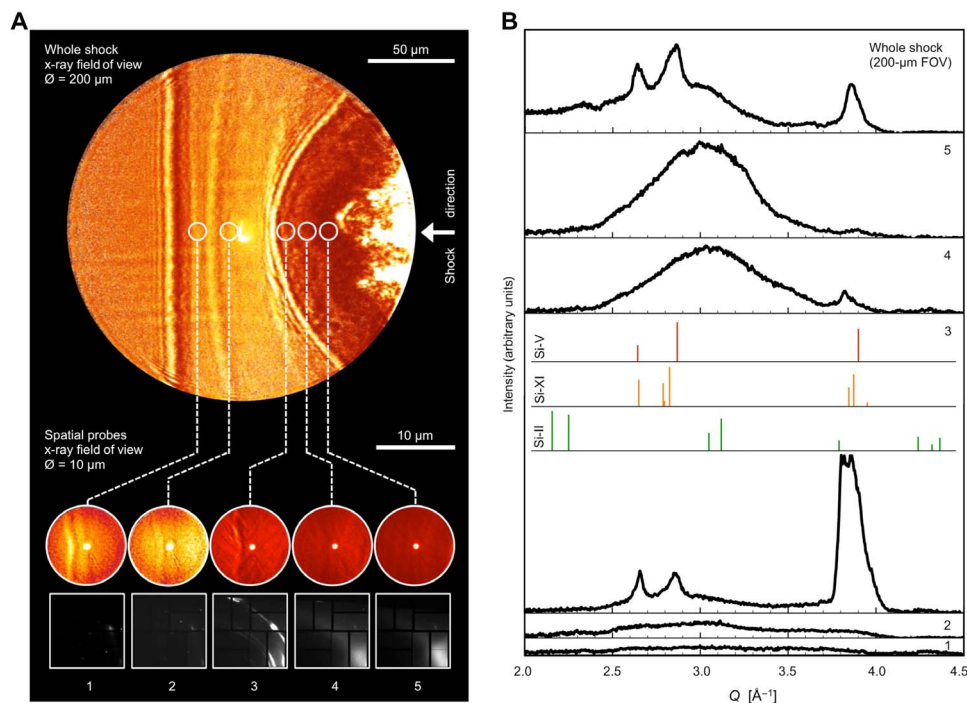 A
Whole shock
x-ray field of view
Ø = 200 µm
50 µm
Shock direction
Spatial probes
x-ray field of view
Ø = 10 µm
10 µm
1 2 3 4 5
B
Whole shock
(200-µm FOV)
5
4
3
Si-V
Si-XI
Si-II
2
1
Intensity (arbitrary units)
2.0 2.5 3.0 3.5 4.0 4.5
Q [Å⁻¹]